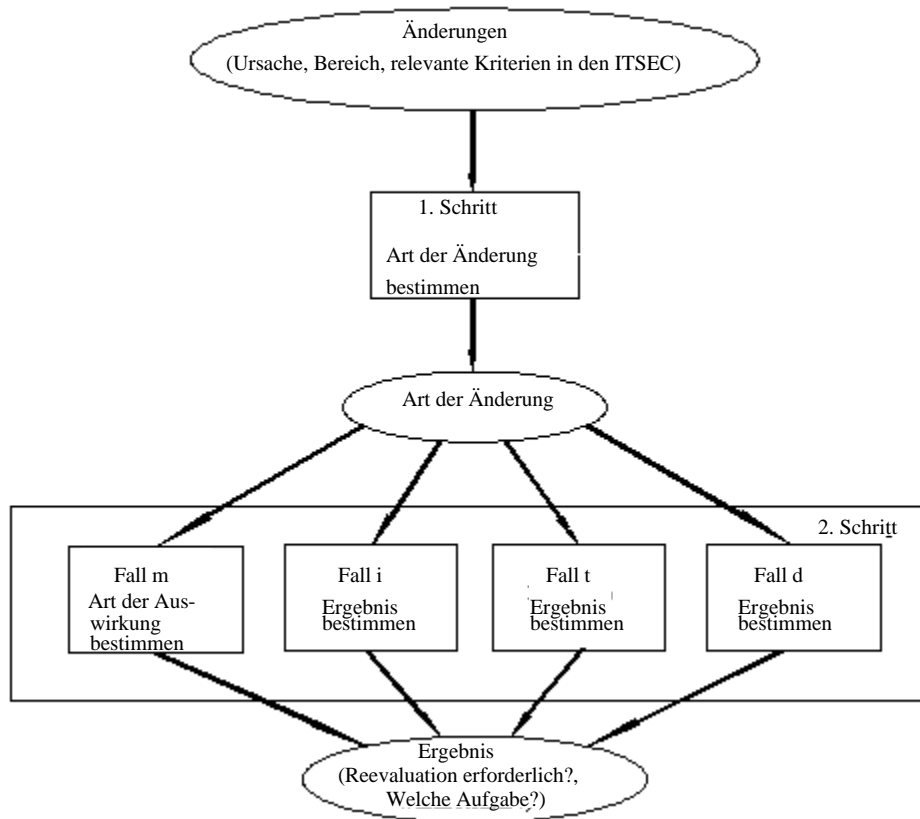 Änderungen
(Ursache, Bereich, relevante Kriterien in den ITSEC)
1. Schritt
Art der Änderung
bestimmen
Art der Änderung
2. Schritt
Fall m
Art der Aus-
wirkung
bestimmen
Fall i
Ergebnis
bestimmen
Fall t
Ergebnis
bestimmen
Fall d
Ergebnis
bestimmen
Ergebnis
(Reevaluation erforderlich?,
Welche Aufgabe?)